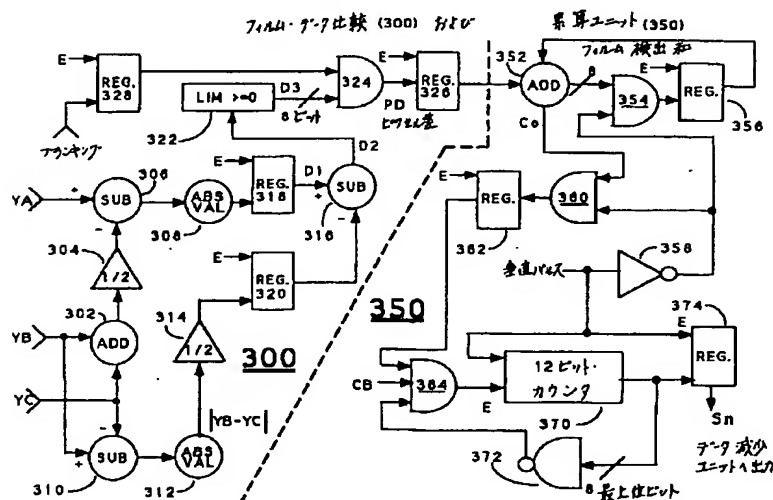 フィルム・データ比較 (300) および
累算ユニット(350)
フィルム 検出和
E
REG.
328
ブランキング
322
LIM >=0
D3
8 ビット
324
E
REG.
326
PD
ピクセル差
D2
352
ADD
8
354
E
REG.
356
Co
YA
+
SUB
306
-
304
1/2
ABS
VAL
308
E
REG.
318
D1
+
SUB
-
316
E
REG.
320
E
REG.
362
360
358
垂直パルス
350
YB
302
ADD
314
1/2
300
YC
|YB-YC|
-
+
SUB
310
ABS
VAL
312
CB
364
E
12ビット・
カウンタ
370
372
8 最上位ビット
374
E
REG.
Sn
データ 減少
ユニットへ出力